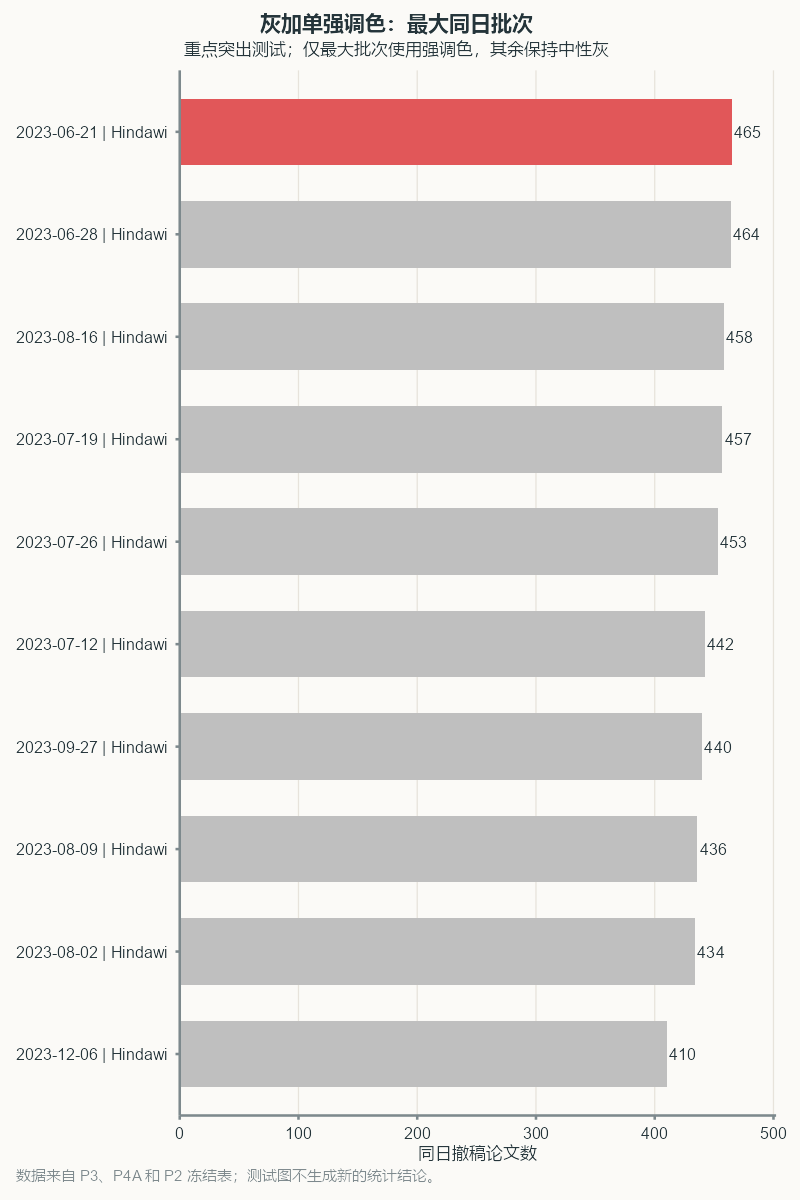 灰加单强调色：最大同日批次
重点突出测试；仅最大批次使用强调色，其余保持中性灰
2023-06-21 | Hindawi 465
2023-06-28 | Hindawi 464
2023-08-16 | Hindawi 458
2023-07-19 | Hindawi 457
2023-07-26 | Hindawi 453
2023-07-12 | Hindawi 442
2023-09-27 | Hindawi 440
2023-08-09 | Hindawi 436
2023-08-02 | Hindawi 434
2023-12-06 | Hindawi 410
0 100 200 300 400 500
同日撤稿论文数
数据来自 P3、P4A 和 P2 冻结表；测试图不生成新的统计结论。